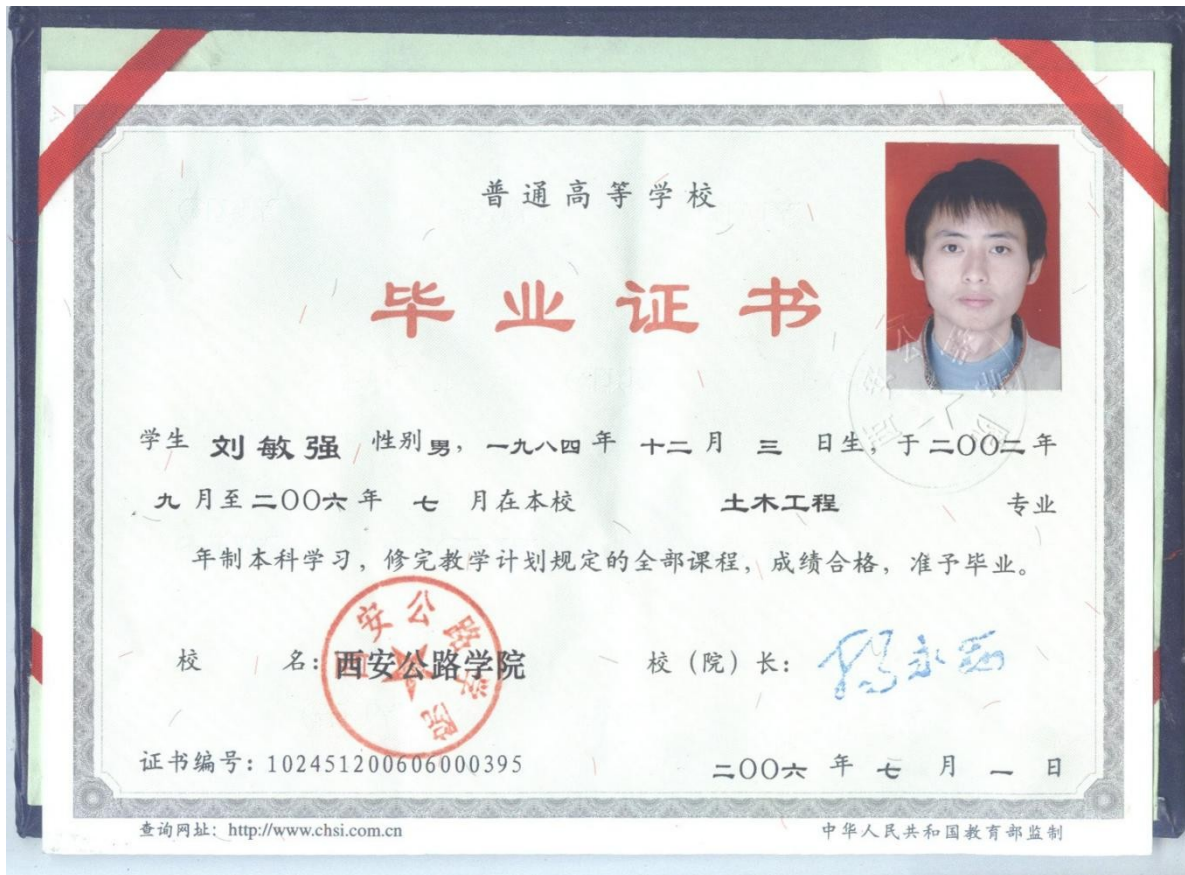 普通高等学校
毕业证书
学生 刘敏强 性别男，一九八四年 十二月 三 日生，于二〇〇二年
九月至二〇〇六年 七 月在本校 土木工程 专业
年制本科学习，修完教学计划规定的全部课程，成绩合格，准予毕业。
安公路学院
校 名：西安公路学院 校（院）长：
证书编号：102451200606000395 二〇〇六 年 七 月 一 日
查询网址：http://www.chsi.com.cn 中华人民共和国教育部监制